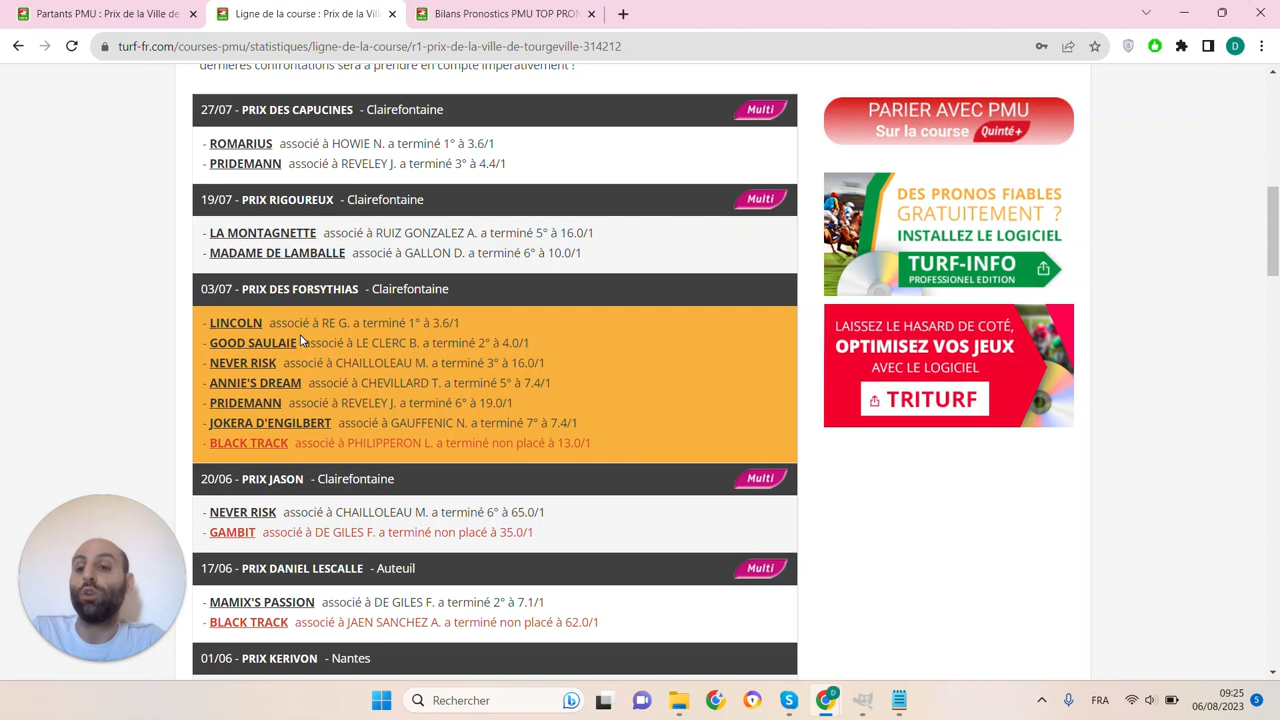 Partants PMU : Prix de la Ville de
Ligne de la course : Prix de la Vill
Bilans Pronostics PMU TOP PRON
turf-fr.com/courses-pmu/statistiques/ligne-de-la-course/r1-prix-de-la-ville-de-tourgeville-314212
D
dernières confrontations sera à prendre en compte impérativement !
27/07 - PRIX DES CAPUCINES - Clairefontaine
Multi
- ROMARIUS associé à HOWIE N. a terminé 1° à 3.6/1
- PRIDEMANN associé à REVELEY J. a terminé 3° à 4.4/1
19/07 - PRIX RIGOUREUX - Clairefontaine
Multi
- LA MONTAGNETTE associé à RUIZ GONZALEZ A. a terminé 5° à 16.0/1
- MADAME DE LAMBALLE associé à GALLON D. a terminé 6° à 10.0/1
03/07 - PRIX DES FORSYTHIAS - Clairefontaine
- LINCOLN associé à RE G. a terminé 1° à 3.6/1
- GOOD SAULAIE associé à LE CLERC B. a terminé 2° à 4.0/1
- NEVER RISK associé à CHAILLOLEAU M. a terminé 3° à 16.0/1
- ANNIE'S DREAM associé à CHEVILLARD T. a terminé 5° à 7.4/1
- PRIDEMANN associé à REVELEY J. a terminé 6° à 19.0/1
- JOKERA D'ENGILBERT associé à GAUFFENIC N. a terminé 7° à 7.4/1
- BLACK TRACK associé à PHILIPPERON L. a terminé non placé à 13.0/1
20/06 - PRIX JASON - Clairefontaine
Multi
- NEVER RISK associé à CHAILLOLEAU M. a terminé 6° à 65.0/1
- GAMBIT associé à DE GILES F. a terminé non placé à 35.0/1
17/06 - PRIX DANIEL LESCALLE - Auteuil
Multi
- MAMIX'S PASSION associé à DE GILES F. a terminé 2° à 7.1/1
- BLACK TRACK associé à JAEN SANCHEZ A. a terminé non placé à 62.0/1
01/06 - PRIX KERIVON - Nantes
PARIER AVEC PMU
Sur la course Quinté+
DES PRONOS FIABLES
GRATUITEMENT ?
INSTALLEZ LE LOGICIEL
TURF-INFO
PROFESIONEL EDITION
LAISSEZ LE HASARD DE COTÉ,
OPTIMISEZ VOS JEUX
AVEC LE LOGICIEL
TRITURF
Rechercher
D
FRA
09:25
06/08/2023
5